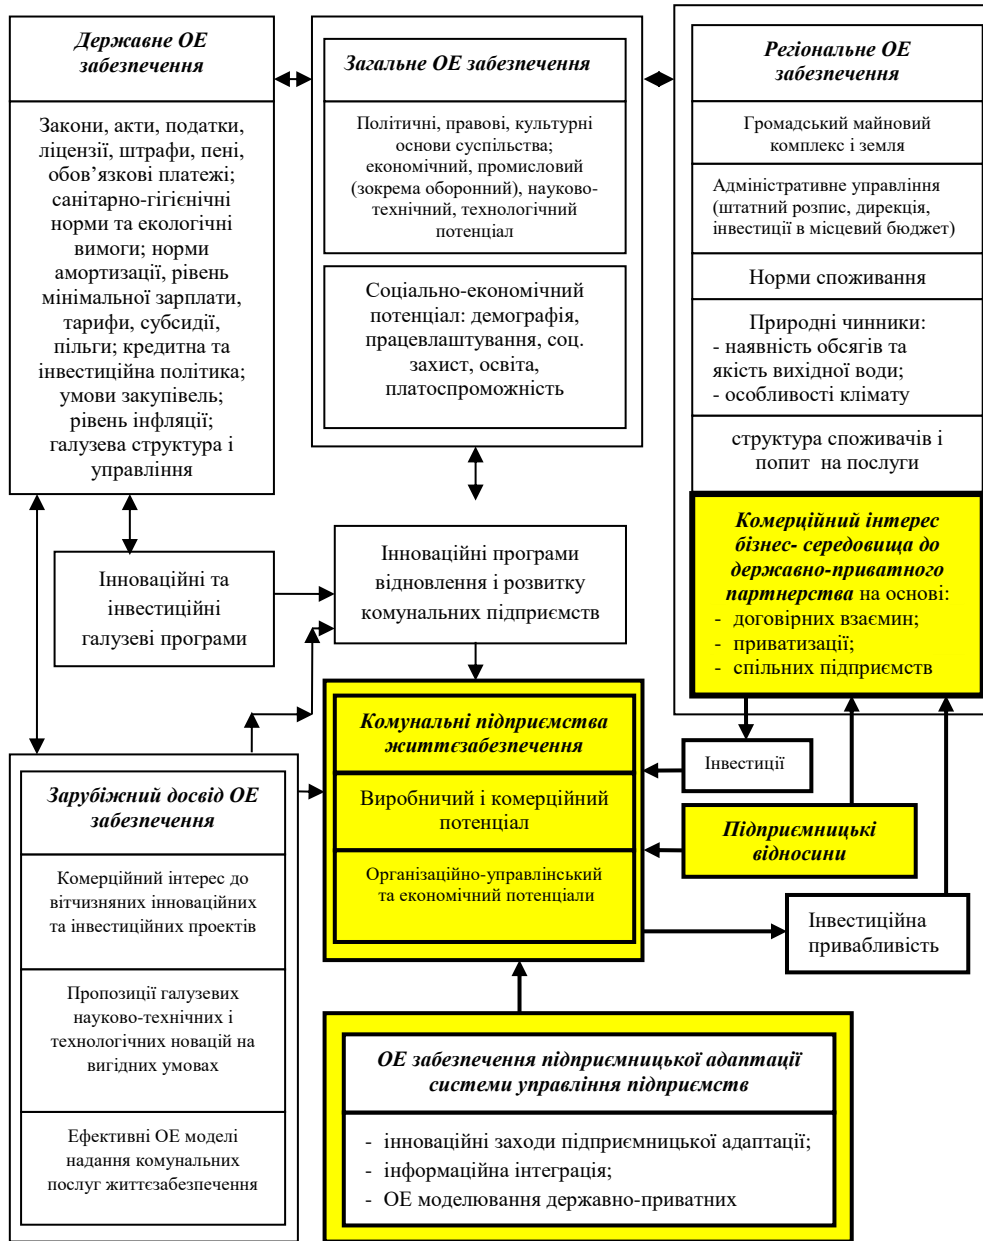 Державне ОЕ
забезпечення
Закони, акти, податки,
ліцензії, штрафи, пені,
обов’язкові платежі;
санітарно-гігієнічні
норми та екологічні
вимоги; норми
амортизації, рівень
мінімальної зарплати,
тарифи, субсидії,
пільги; кредитна та
інвестиційна політика;
умови закупівель;
рівень інфляції;
галузева структура і
управління
Загальне ОЕ забезпечення
Політичні, правові, культурні
основи суспільства;
економічний, промисловий
(зокрема оборонний), науково-
технічний, технологічний
потенціал
Соціально-економічний
потенціал: демографія,
працевлаштування, соц.
захист, освіта,
платоспроможність
Регіональне ОЕ
забезпечення
Громадський майновий
комплекс і земля
Адміністративне управління
(штатний розпис, дирекція,
інвестиції в місцевий бюджет)
Норми споживання
Природні чинники:
- наявність обсягів та
якість вихідної води;
- особливості клімату
структура споживачів і
попит на послуги
Комерційний інтерес
бізнес- середовища до
державно-приватного
партнерства на основі:
- договірних взаємин;
- приватизації;
- спільних підприємств
Інноваційні та
інвестиційні
галузеві програми
Інноваційні програми
відновлення і розвитку
комунальних підприємств
Комунальні підприємства
життєзабезпечення
Виробничий і комерційний
потенціал
Організаційно-управлінський
та економічний потенціали
Інвестиції
Підприємницькі
відносини
Інвестиційна
привабливість
Зарубіжний досвід ОЕ
забезпечення
Комерційний інтерес до
вітчизняних інноваційних
та інвестиційних проектів
Пропозиції галузевих
науково-технічних і
технологічних новацій на
вигідних умовах
Ефективні ОЕ моделі
надання комунальних
послуг життєзабезпечення
ОЕ забезпечення підприємницької адаптації
системи управління підприємств
- інноваційні заходи підприємницької адаптації;
- інформаційна інтеграція;
- ОЕ моделювання державно-приватних